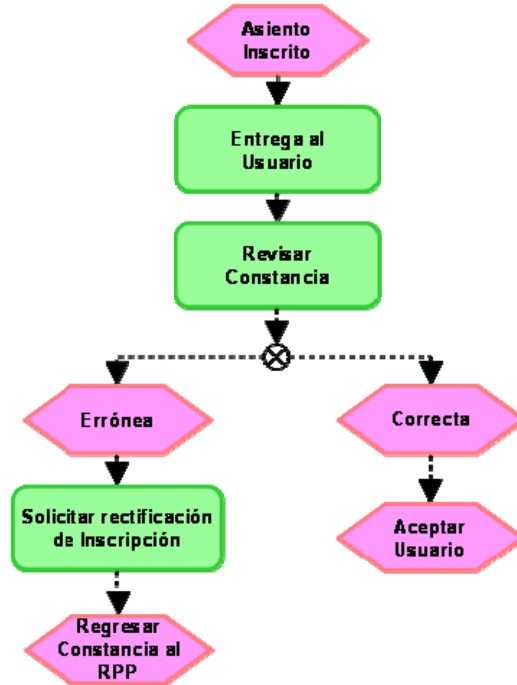 Asiento
Inscrito
Entrega al
Usuario
Revisar
Constancia
Errónea
Correcta
Solicitar rectificación
de Inscripción
Aceptar
Usuario
Regresar
Constancia al
RPP